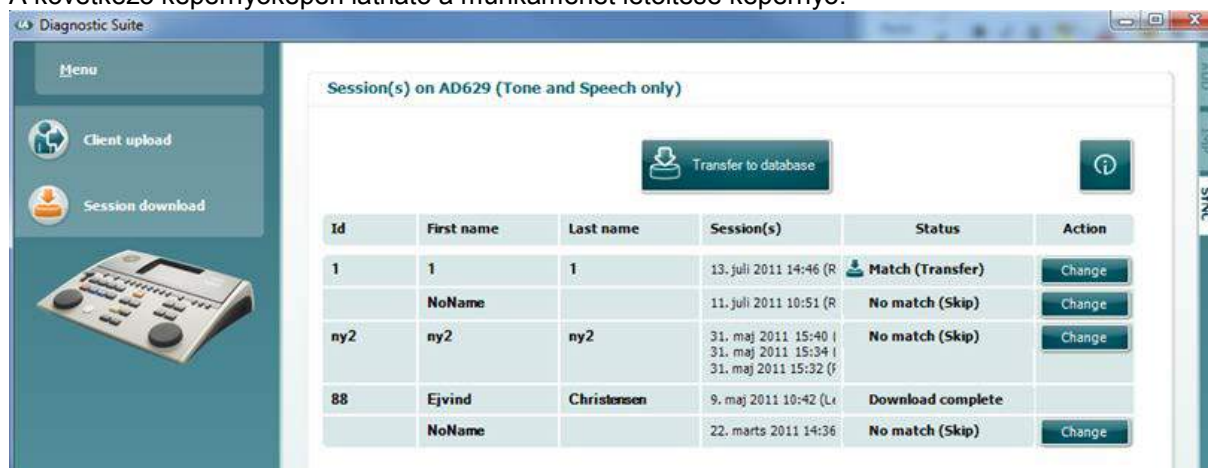 A következő képernyőképen látható a munkamenet letöltése képernyő:
Diagnostic Suite
Menu
Client upload
Session download
Session(s) on AD629 (Tone and Speech only)
Transfer to database
SYNC
Id First name Last name Session(s) Status Action
1 1 1 13. juli 2011 14:46 (R Match (Transfer) Change
NoName 11. juli 2011 10:51 (R No match (Skip) Change
ny2 ny2 ny2 31. maj 2011 15:40 ( No match (Skip) Change
31. maj 2011 15:34 (
31. maj 2011 15:32 (
88 Ejvind Christensen 9. maj 2011 10:42 (Le Download complete
NoName 22. marts 2011 14:36 No match (Skip) Change